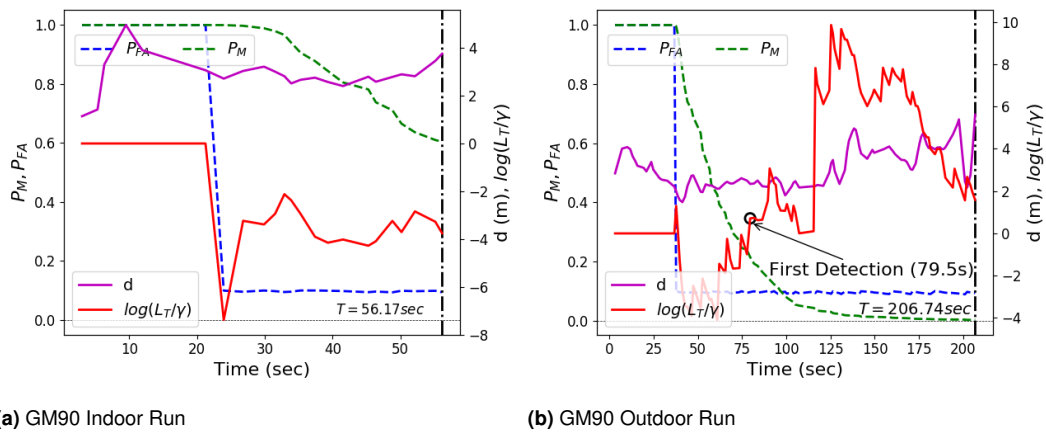 1.0
0.8
0.6
0.4
0.2
0.0
P_M, P_FA
P_FA
P_M
d
log(L_T/γ)
T = 56.17sec
4
2
0
−2
−4
−6
−8
d (m), log(L_T/γ)
10 20 30 40 50
Time (sec)
(a) GM90 Indoor Run
1.0
0.8
0.6
0.4
0.2
0.0
P_M, P_FA
P_FA
P_M
First Detection (79.5s)
d
log(L_T/γ)
T = 206.74sec
10
8
6
4
2
0
−2
−4
d (m), log(L_T/γ)
0 25 50 75 100 125 150 175 200
Time (sec)
(b) GM90 Outdoor Run